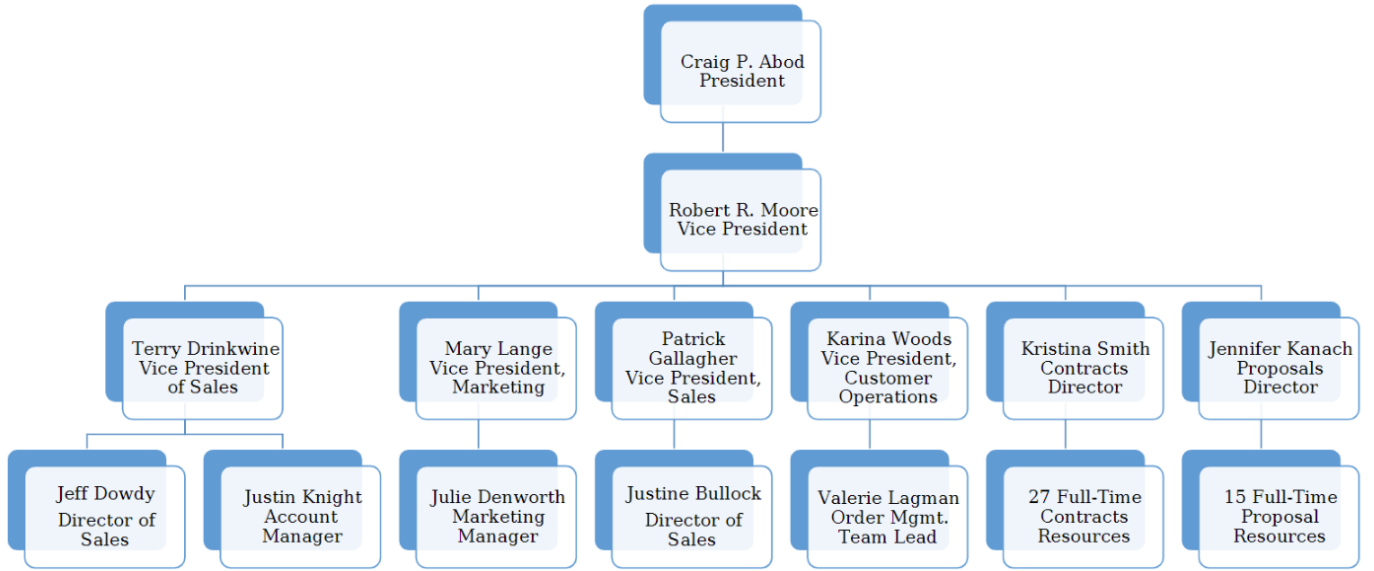 Craig P. Abod
President
Robert R. Moore
Vice President
Terry Drinkwine
Vice President
of Sales
Mary Lange
Vice President,
Marketing
Patrick
Gallagher
Vice President,
Sales
Karina Woods
Vice President,
Customer
Operations
Kristina Smith
Contracts
Director
Jennifer Kanach
Proposals
Director
Jeff Dowdy
Director of
Sales
Justin Knight
Account
Manager
Julie Denworth
Marketing
Manager
Justine Bullock
Director of
Sales
Valerie Lagman
Order Mgmt.
Team Lead
27 Full-Time
Contracts
Resources
15 Full-Time
Proposal
Resources